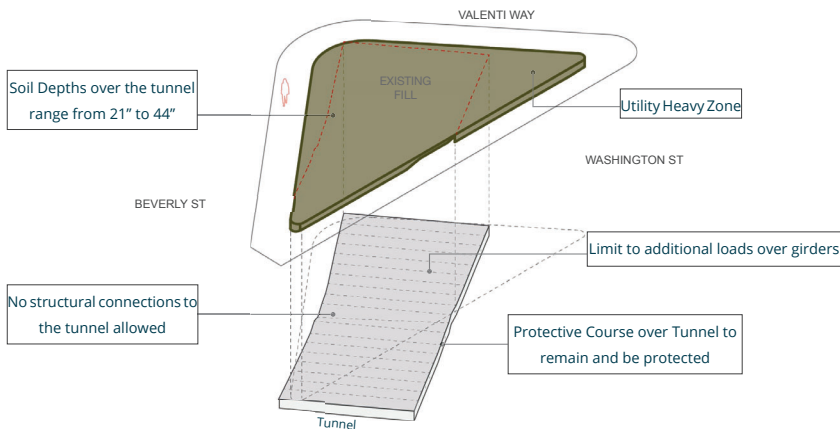 VALENTI WAY
Soil Depths over the tunnel
range from 21” to 44”
EXISTING
FILL
Utility Heavy Zone
WASHINGTON ST
BEVERLY ST
Limit to additional loads over girders
No structural connections to
the tunnel allowed
Protective Course over Tunnel to
remain and be protected
Tunnel